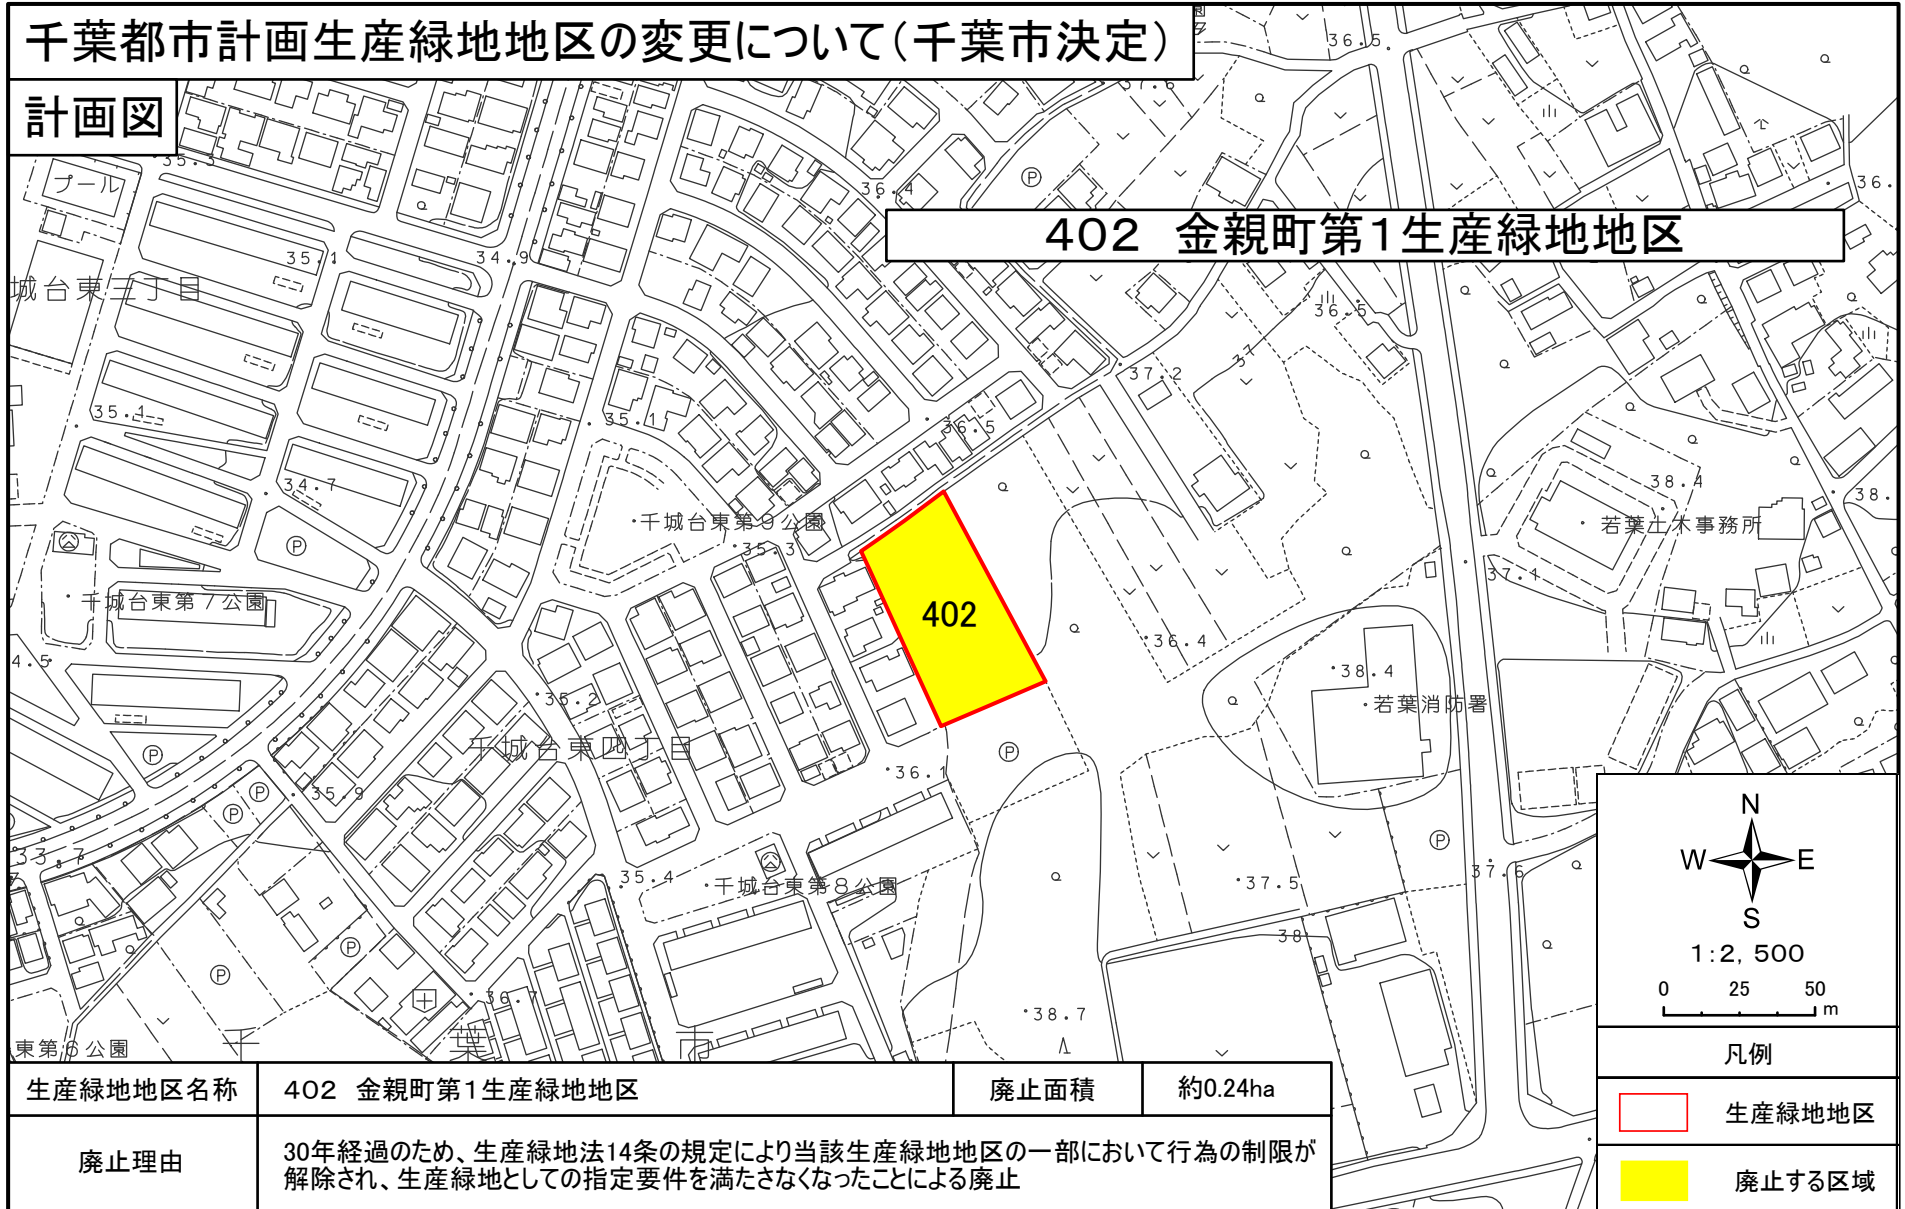 千葉都市計画生産緑地地区の変更について(千葉市決定)
計画図
402　金親町第1生産緑地地区
36.5
37.6
35.3
プール
36.4
36.
35.1
34.9
城台東三丁目
36.5
37
37.2
35.1
35.1
36.5
34.7
38.4
38.
千城台東第9公園
若葉土木事務所
35.3
37.1
千城台東第7公園
402
36.4
4.5
38.4
35.2
若葉消防署
千城台東四丁目
36.1
35.9
33.7
35.4
千城台東第8公園
37.5
37.6
38
36.7
38.7
千葉市
東第6公園
P
P
P
P
P
P
P
P
P
N
W
E
S
1:2,500
0 25 50 m
凡例
生産緑地地区
廃止する区域
生産緑地地区名称
402　金親町第1生産緑地地区
廃止面積
約0.24ha
廃止理由
30年経過のため、生産緑地法14条の規定により当該生産緑地地区の一部において行為の制限が
解除され、生産緑地としての指定要件を満たさなくなったことによる廃止